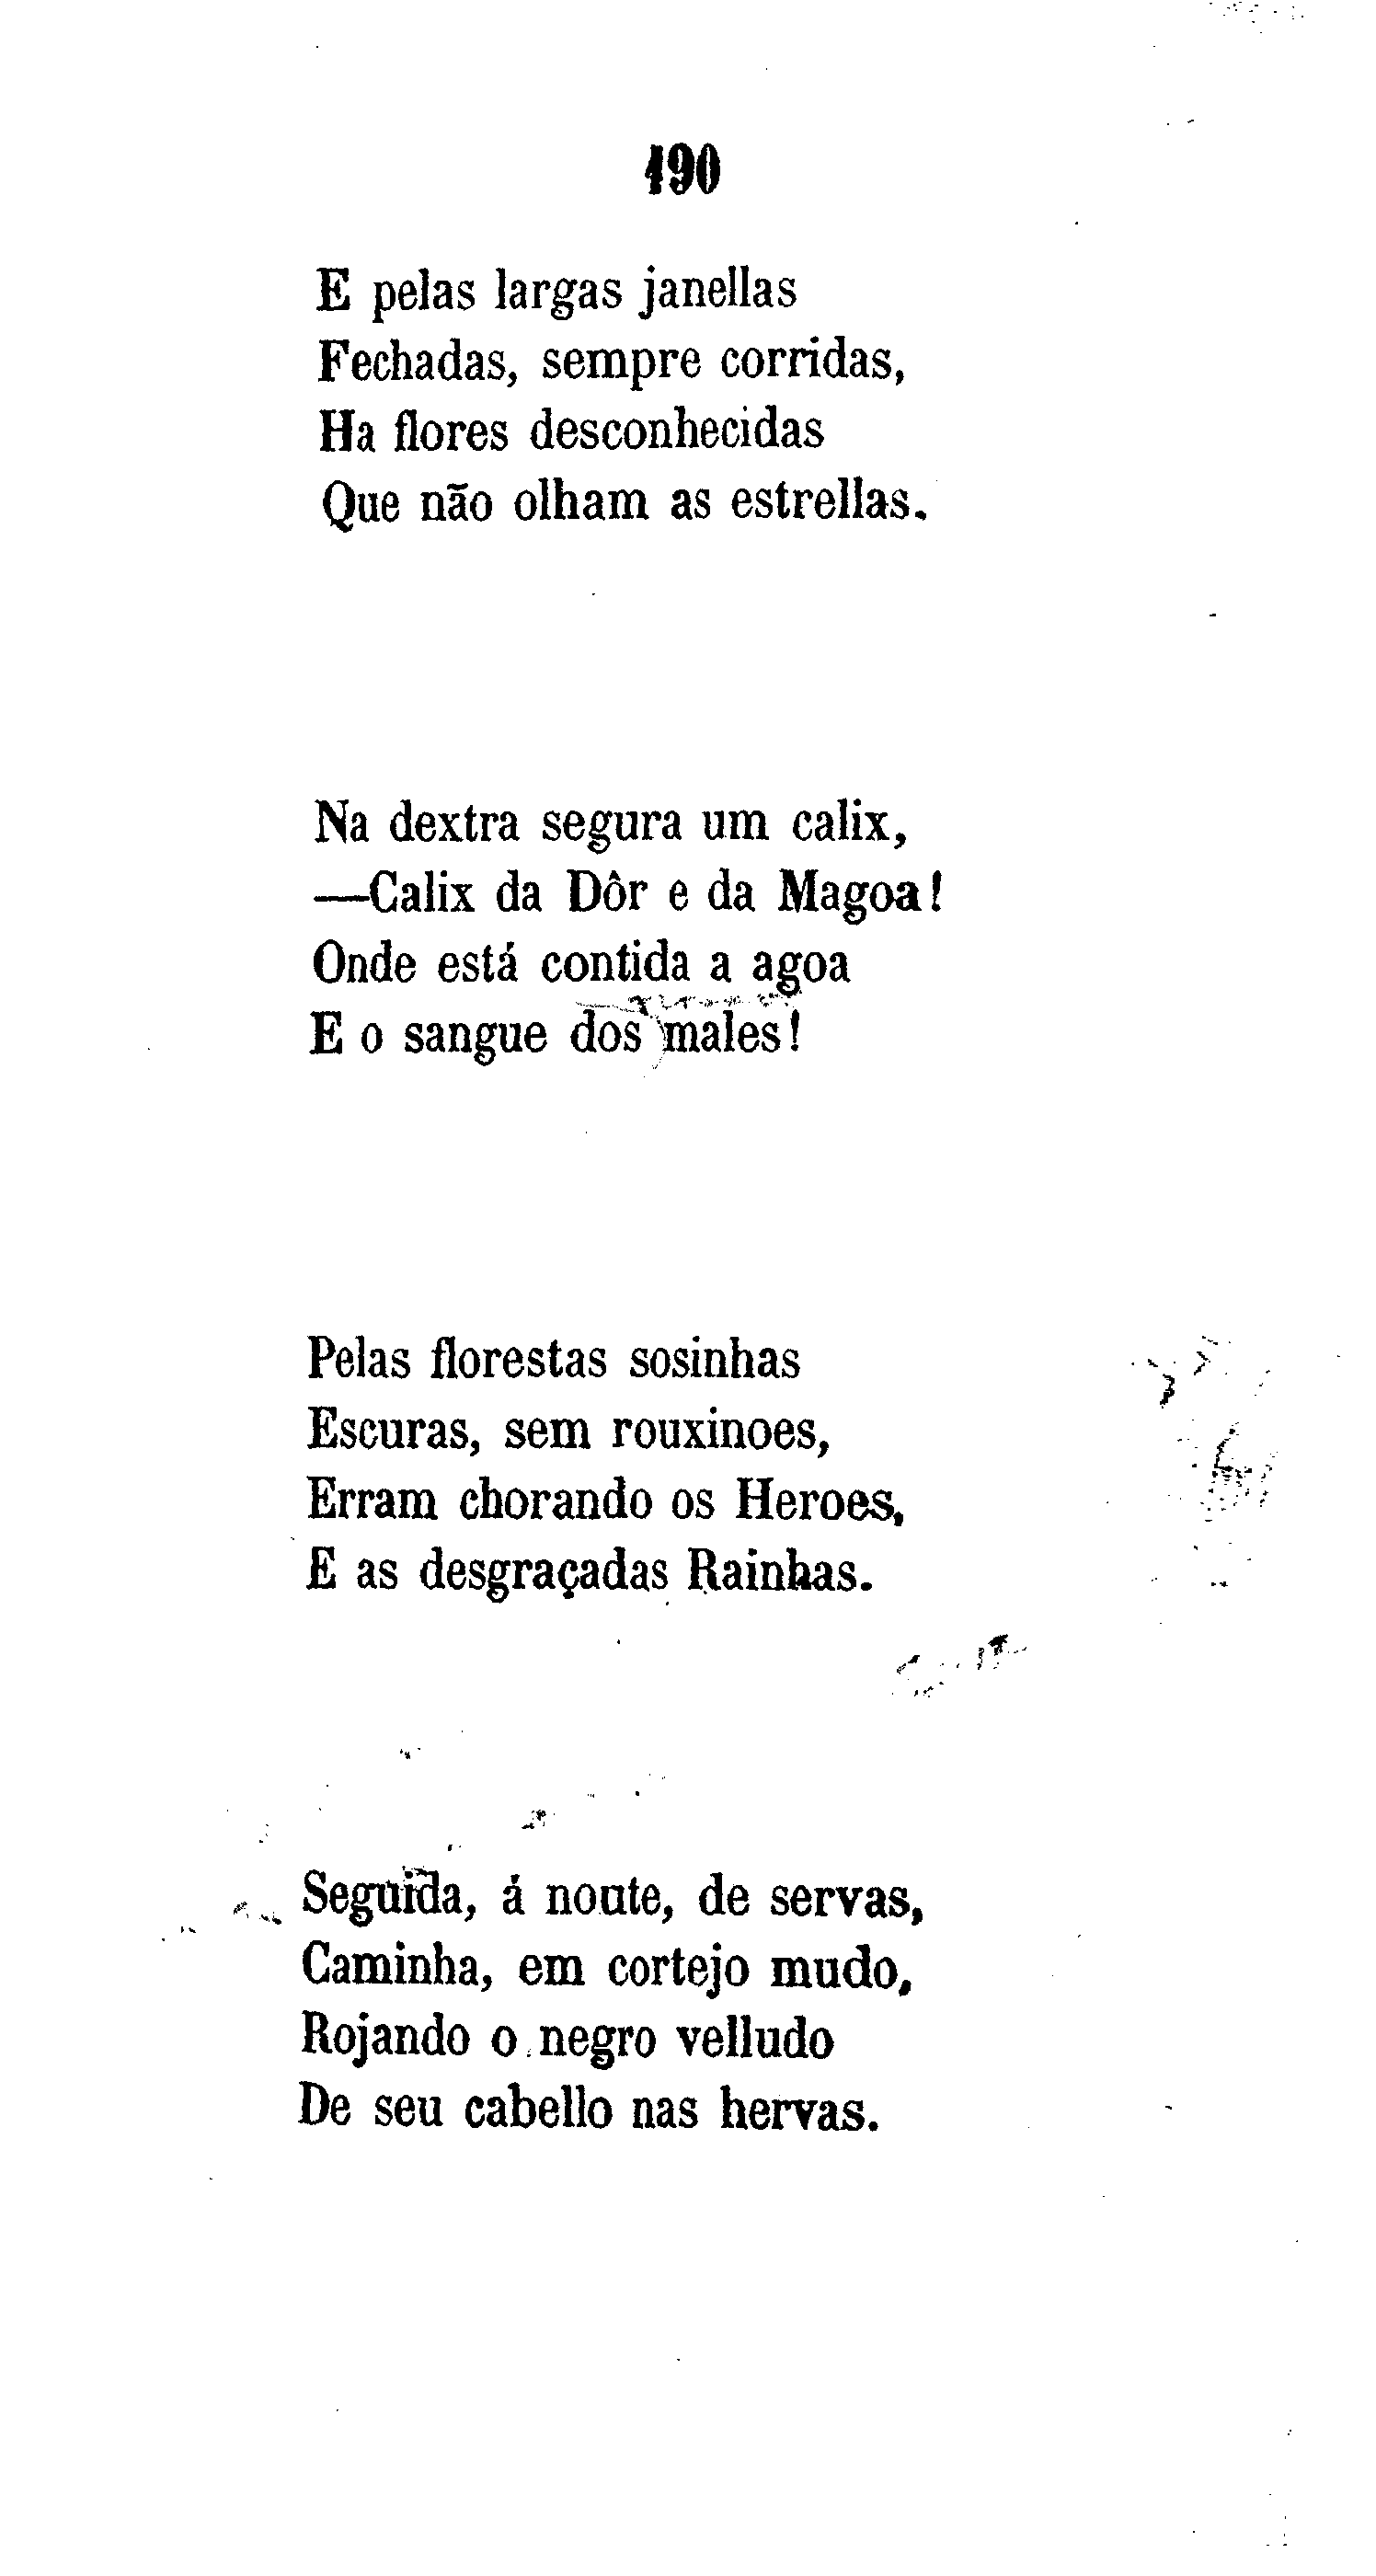 190
E pelas largas janellas
Fechadas, sempre corridas,
Ha flores desconhecidas
Que não olham as estrellas.
Na dextra segura um calix,
—Calix da Dôr e da Magoa!
Onde está contida a agoa
E o sangue dos males!
Pelas florestas sosinhas
Escuras, sem rouxinoes,
Erram chorando os Heroes,
E as desgraçadas Rainhas.
Seguida, á noute, de servas,
Caminha, em cortejo mudo,
Rojando o negro velludo
De seu cabello nas hervas.